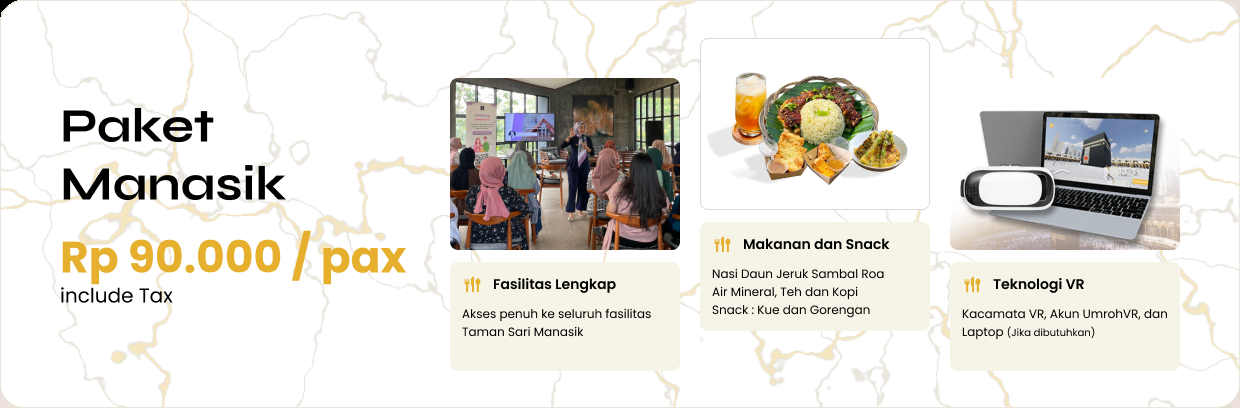 Paket
Manasik
Rp 90.000 / pax
include Tax
Fasilitas Lengkap
Akses penuh ke seluruh fasilitas
Taman Sari Manasik
Makanan dan Snack
Nasi Daun Jeruk Sambal Roa
Air Mineral, Teh dan Kopi
Snack : Kue dan Gorengan
Teknologi VR
Kacamata VR, Akun UmrohVR, dan
Laptop (Jika dibutuhkan)